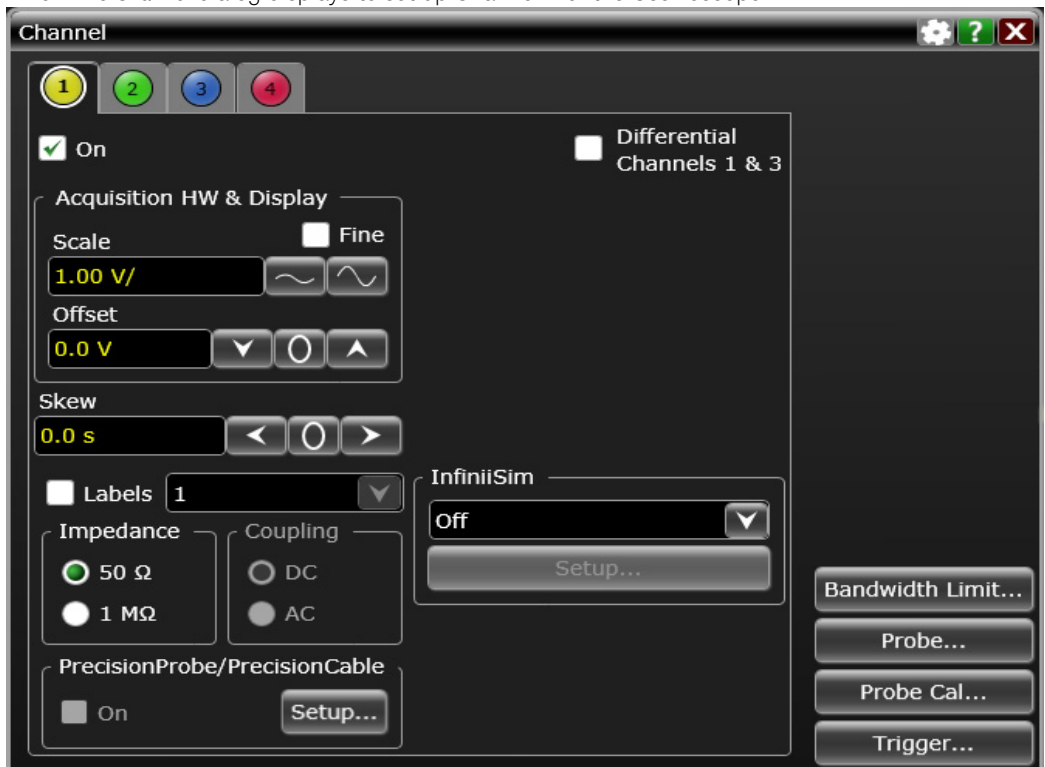 Channel
?
X
1 2 3 4
On
Differential
Channels 1 & 3
Acquisition HW & Display
Scale
Fine
1.00 V/
Offset
0.0 V
0
Skew
0.0 s
0
Labels 1
InfiniiSim
Off
Setup...
Impedance
Coupling
50 Ω
DC
1 MΩ
AC
PrecisionProbe/PrecisionCable
On
Setup...
Bandwidth Limit...
Probe...
Probe Cal...
Trigger...